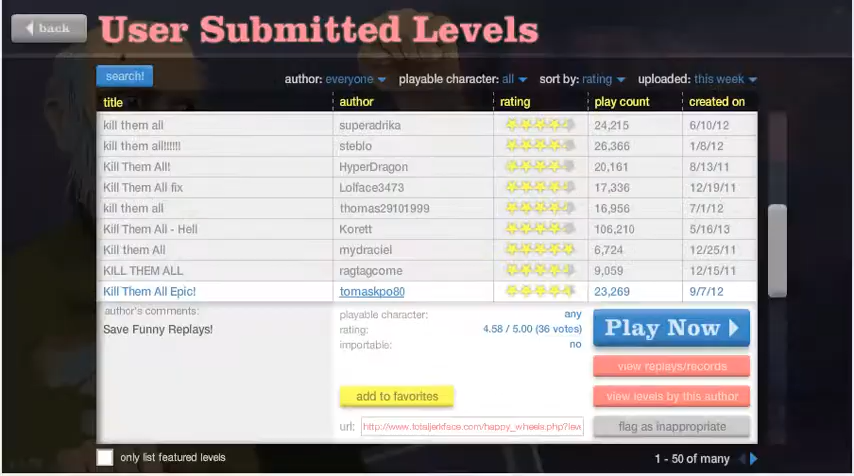 back
User Submitted Levels
search!
author: everyone playable character: all sort by: rating uploaded: this week
title author rating play count created on
kill them all superadrika 24,215 6/10/12
kill them all!!!!!! steblo 26,366 1/8/12
Kill Them All! HyperDragon 20,161 8/13/11
Kill Them All fix Lolface3473 17,336 12/19/11
kill them all thomas29101999 16,956 7/1/12
Kill Them All - Hell Korett 106,210 5/16/13
Kill them All mydraciel 6,724 12/25/11
KILL THEM ALL ragtagcome 9,059 12/15/11
Kill Them All Epic! tomaskpo80 23,269 9/7/12
author's comments:
Save Funny Replays!
playable character: any
rating: 4.58 / 5.00 (36 votes)
importable: no
add to favorites
url: http://www.totaljerkface.com/happy_wheels.php?lev
Play Now
view replays/records
view levels by this author
flag as inappropriate
only list featured levels
1 - 50 of many